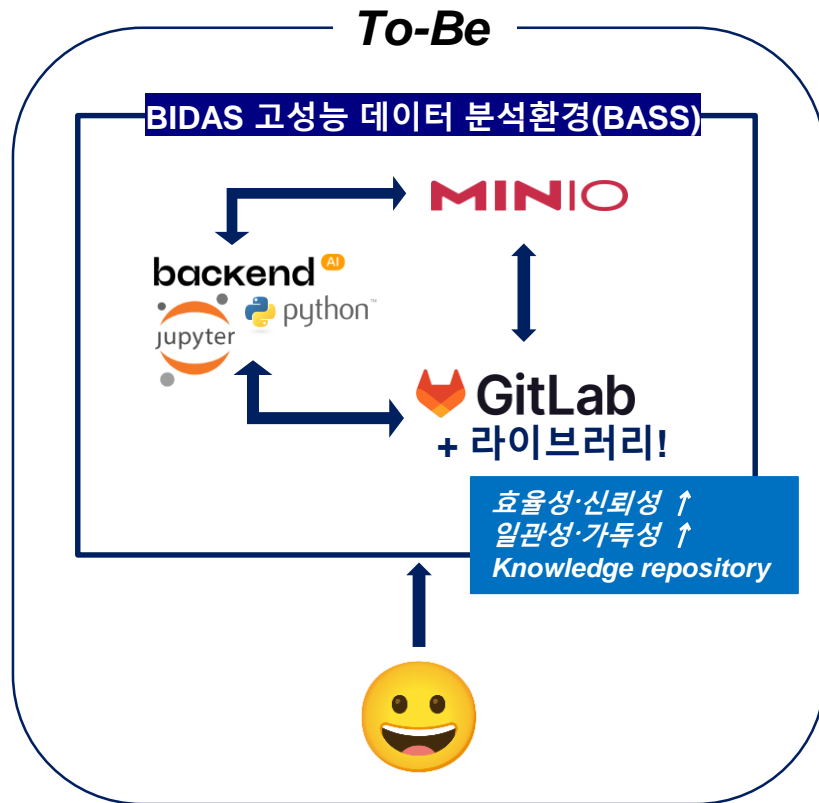 To-Be
BIDAS 고성능 데이터 분석환경(BASS)
MINIO
backend AI
python™
jupyter
GitLab
+ 라이브러리!
효율성·신뢰성 ↑
일관성·가독성 ↑
Knowledge repository